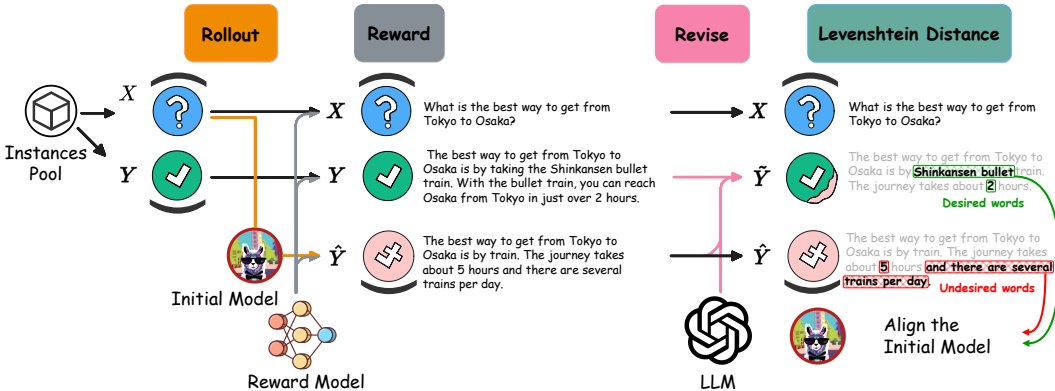 Rollout
Reward
Revise
Levenshtein Distance
X
X
What is the best way to get from
Tokyo to Osaka?
X
What is the best way to get from
Tokyo to Osaka?
Instances
Pool
Y
Y
The best way to get from Tokyo to
Osaka is by taking the Shinkansen bullet
train. With the bullet train, you can reach
Osaka from Tokyo in just over 2 hours.
Ỹ
The best way to get from Tokyo to
Osaka is by Shinkansen bullet train.
The journey takes about 2 hours.
Desired words
Ŷ
The best way to get from Tokyo to
Osaka is by train. The journey takes
about 5 hours and there are several
trains per day.
Ŷ
The best way to get from Tokyo to
Osaka is by train. The journey takes
about 5 hours and there are several
trains per day.
Undesired words
Initial Model
Reward Model
LLM
Align the
Initial Model